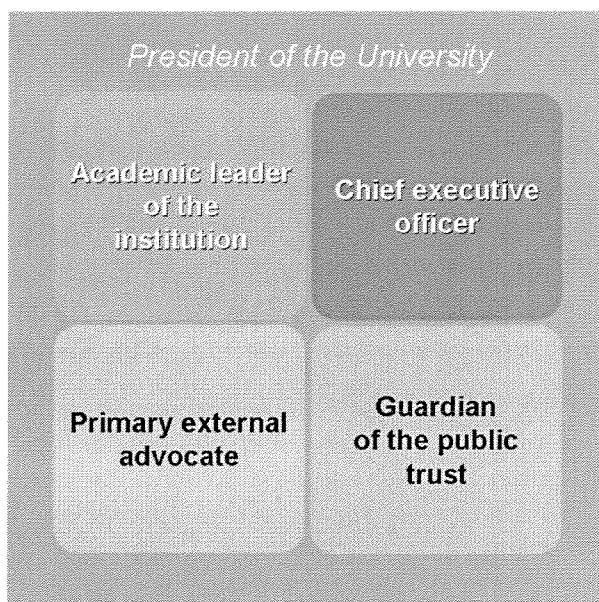 President of the University
Academic leader
of the
institution
Chief executive
officer
Primary external
advocate
Guardian
of the public
trust